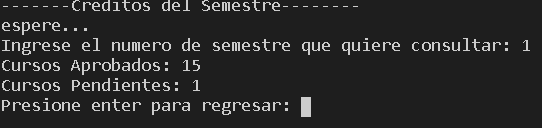 -------Creditos del Semestre--------
espere...
Ingrese el numero de semestre que quiere consultar: 1
Cursos Aprobados: 15
Cursos Pendientes: 1
Presione enter para regresar: